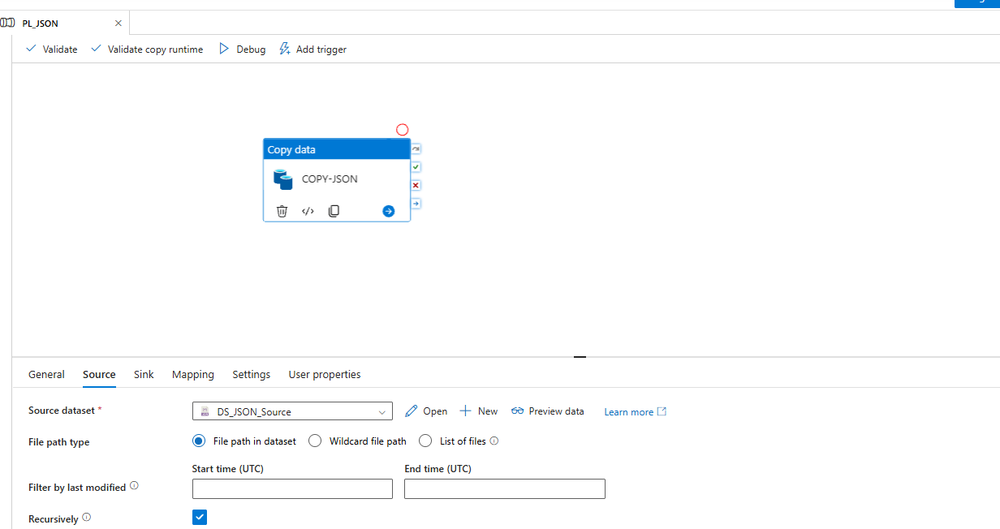 PL_JSON
Validate Validate copy runtime Debug Add trigger
Copy data
COPY-JSON
General Source Sink Mapping Settings User properties
Source dataset * DS_JSON_Source Open New Preview data Learn more
File path type File path in dataset Wildcard file path List of files
Start time (UTC) End time (UTC)
Filter by last modified
Recursively